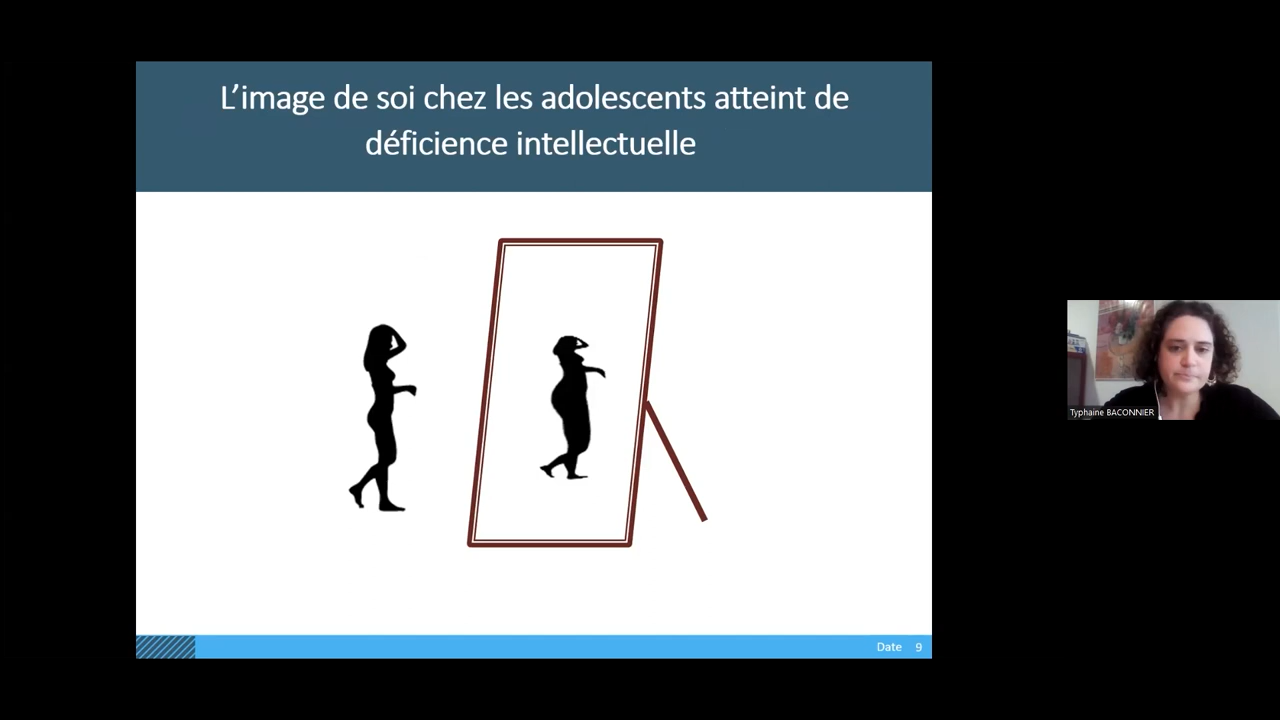 L'image de soi chez les adolescents atteint de
déficience intellectuelle
Typhaine BACONNIER
Date 9